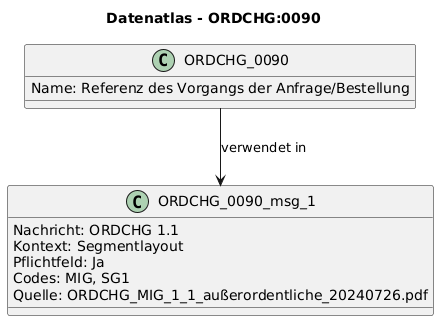 Datenatlas - ORDCHG:0090
C ORDCHG_0090
Name: Referenz des Vorgangs der Anfrage/Bestellung
verwendet in
C ORDCHG_0090_msg_1
Nachricht: ORDCHG 1.1
Kontext: Segmentlayout
Pflichtfeld: Ja
Codes: MIG, SG1
Quelle: ORDCHG_MIG_1_1_außerordentliche_20240726.pdf